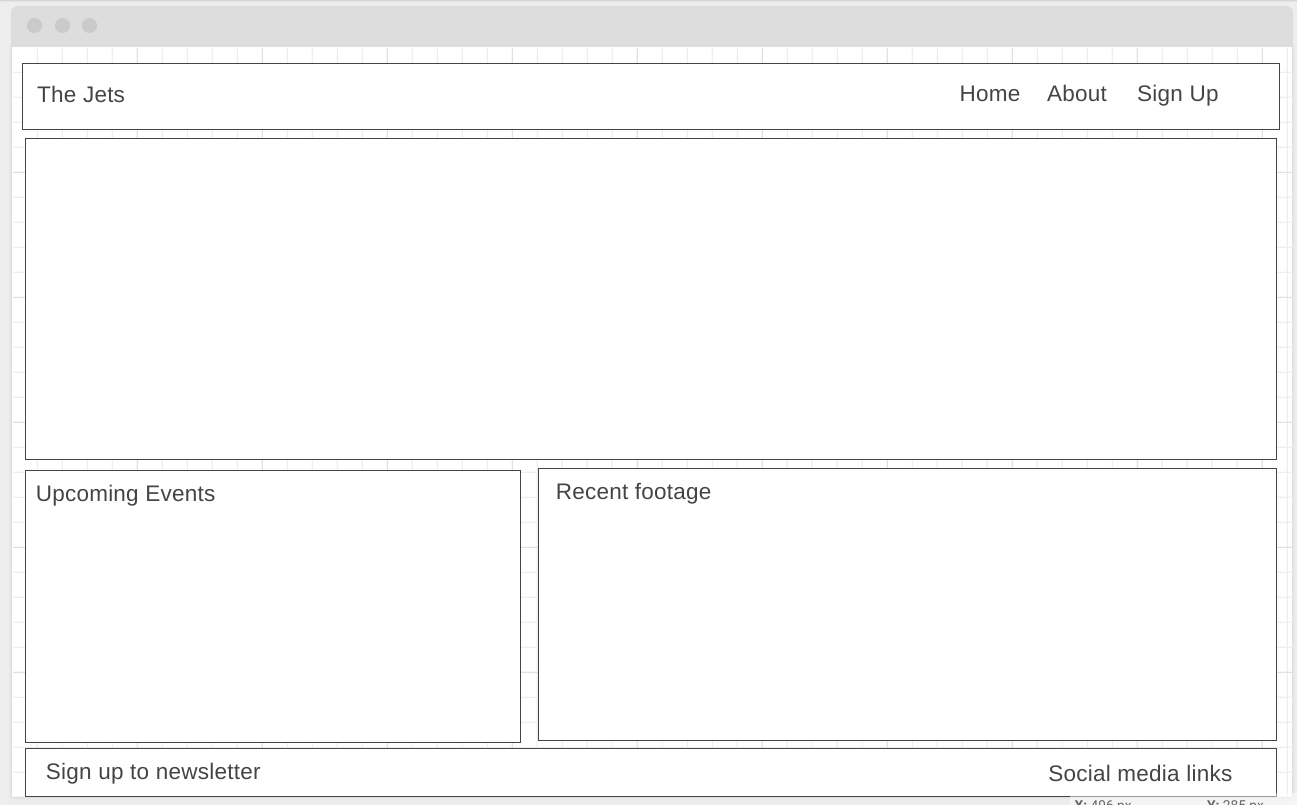 The Jets
Home About Sign Up
Upcoming Events
Recent footage
Sign up to newsletter
Social media links
X: 496 px Y: 285 px